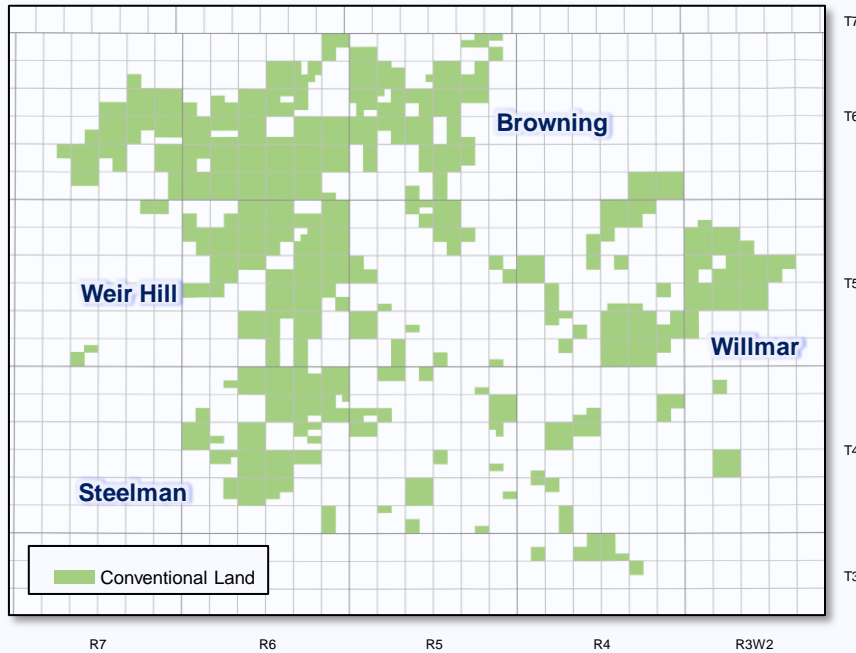 T7
Browning
T6
Weir Hill
T5
Willmar
T4
Steelman
Conventional Land
T3
R7 R6 R5 R4 R3W2